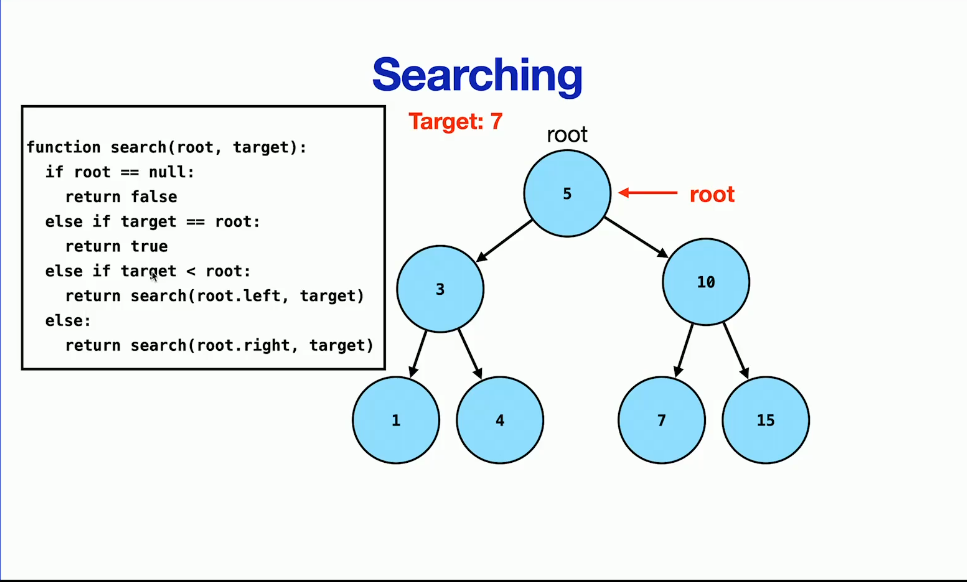 Searching
Target: 7
function search(root, target):
  if root == null:
    return false
  else if target == root:
    return true
  else if target < root:
    return search(root.left, target)
  else:
    return search(root.right, target)
root
5
root
3
10
1
4
7
15